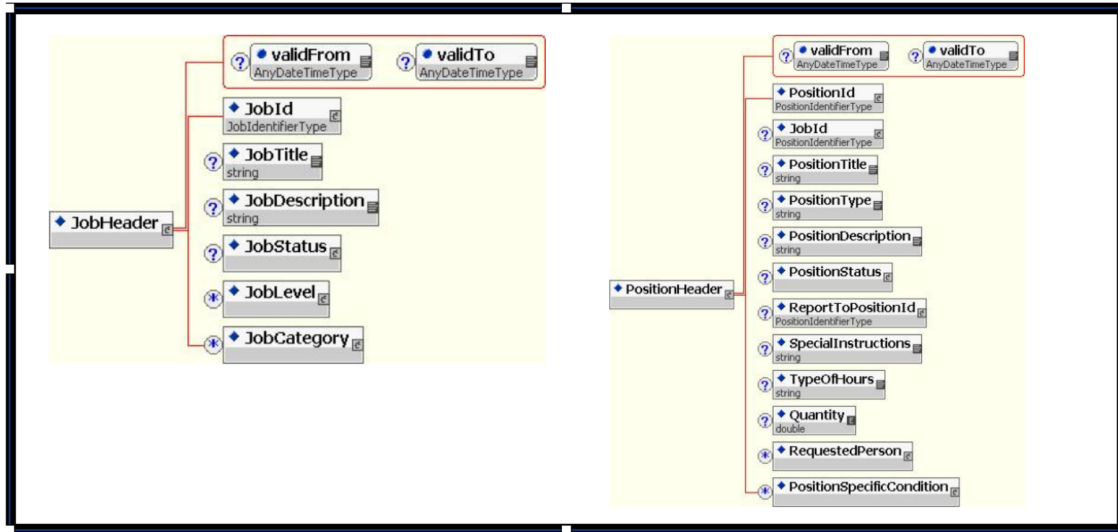 validFrom
AnyDateTimeType
validTo
AnyDateTimeType
JobId
JobIdentifierType
JobTitle
string
JobDescription
string
JobStatus
JobHeader
JobLevel
JobCategory
validFrom
AnyDateTimeType
validTo
AnyDateTimeType
PositionId
PositionIdentifierType
JobId
PositionIdentifierType
PositionTitle
string
PositionType
string
PositionDescription
string
PositionStatus
PositionHeader
ReportToPositionId
PositionIdentifierType
SpecialInstructions
string
TypeOfHours
string
Quantity
double
RequestedPerson
PositionSpecificCondition